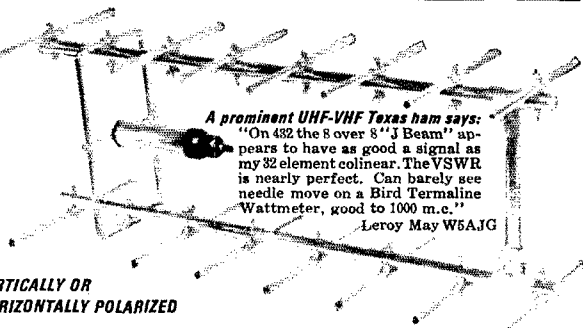 A prominent UHF-VHF Texas ham says:
"On 432 the 8 over 8 "J Beam" ap-
pears to have as good a signal as
my 32 element colinear. The VSWR
is nearly perfect. Can barely see
needle move on a Bird Termaline
Wattmeter, good to 1000 m.c."
Leroy May W5AJG
RTICALLY OR
RIZONTALLY POLARIZED